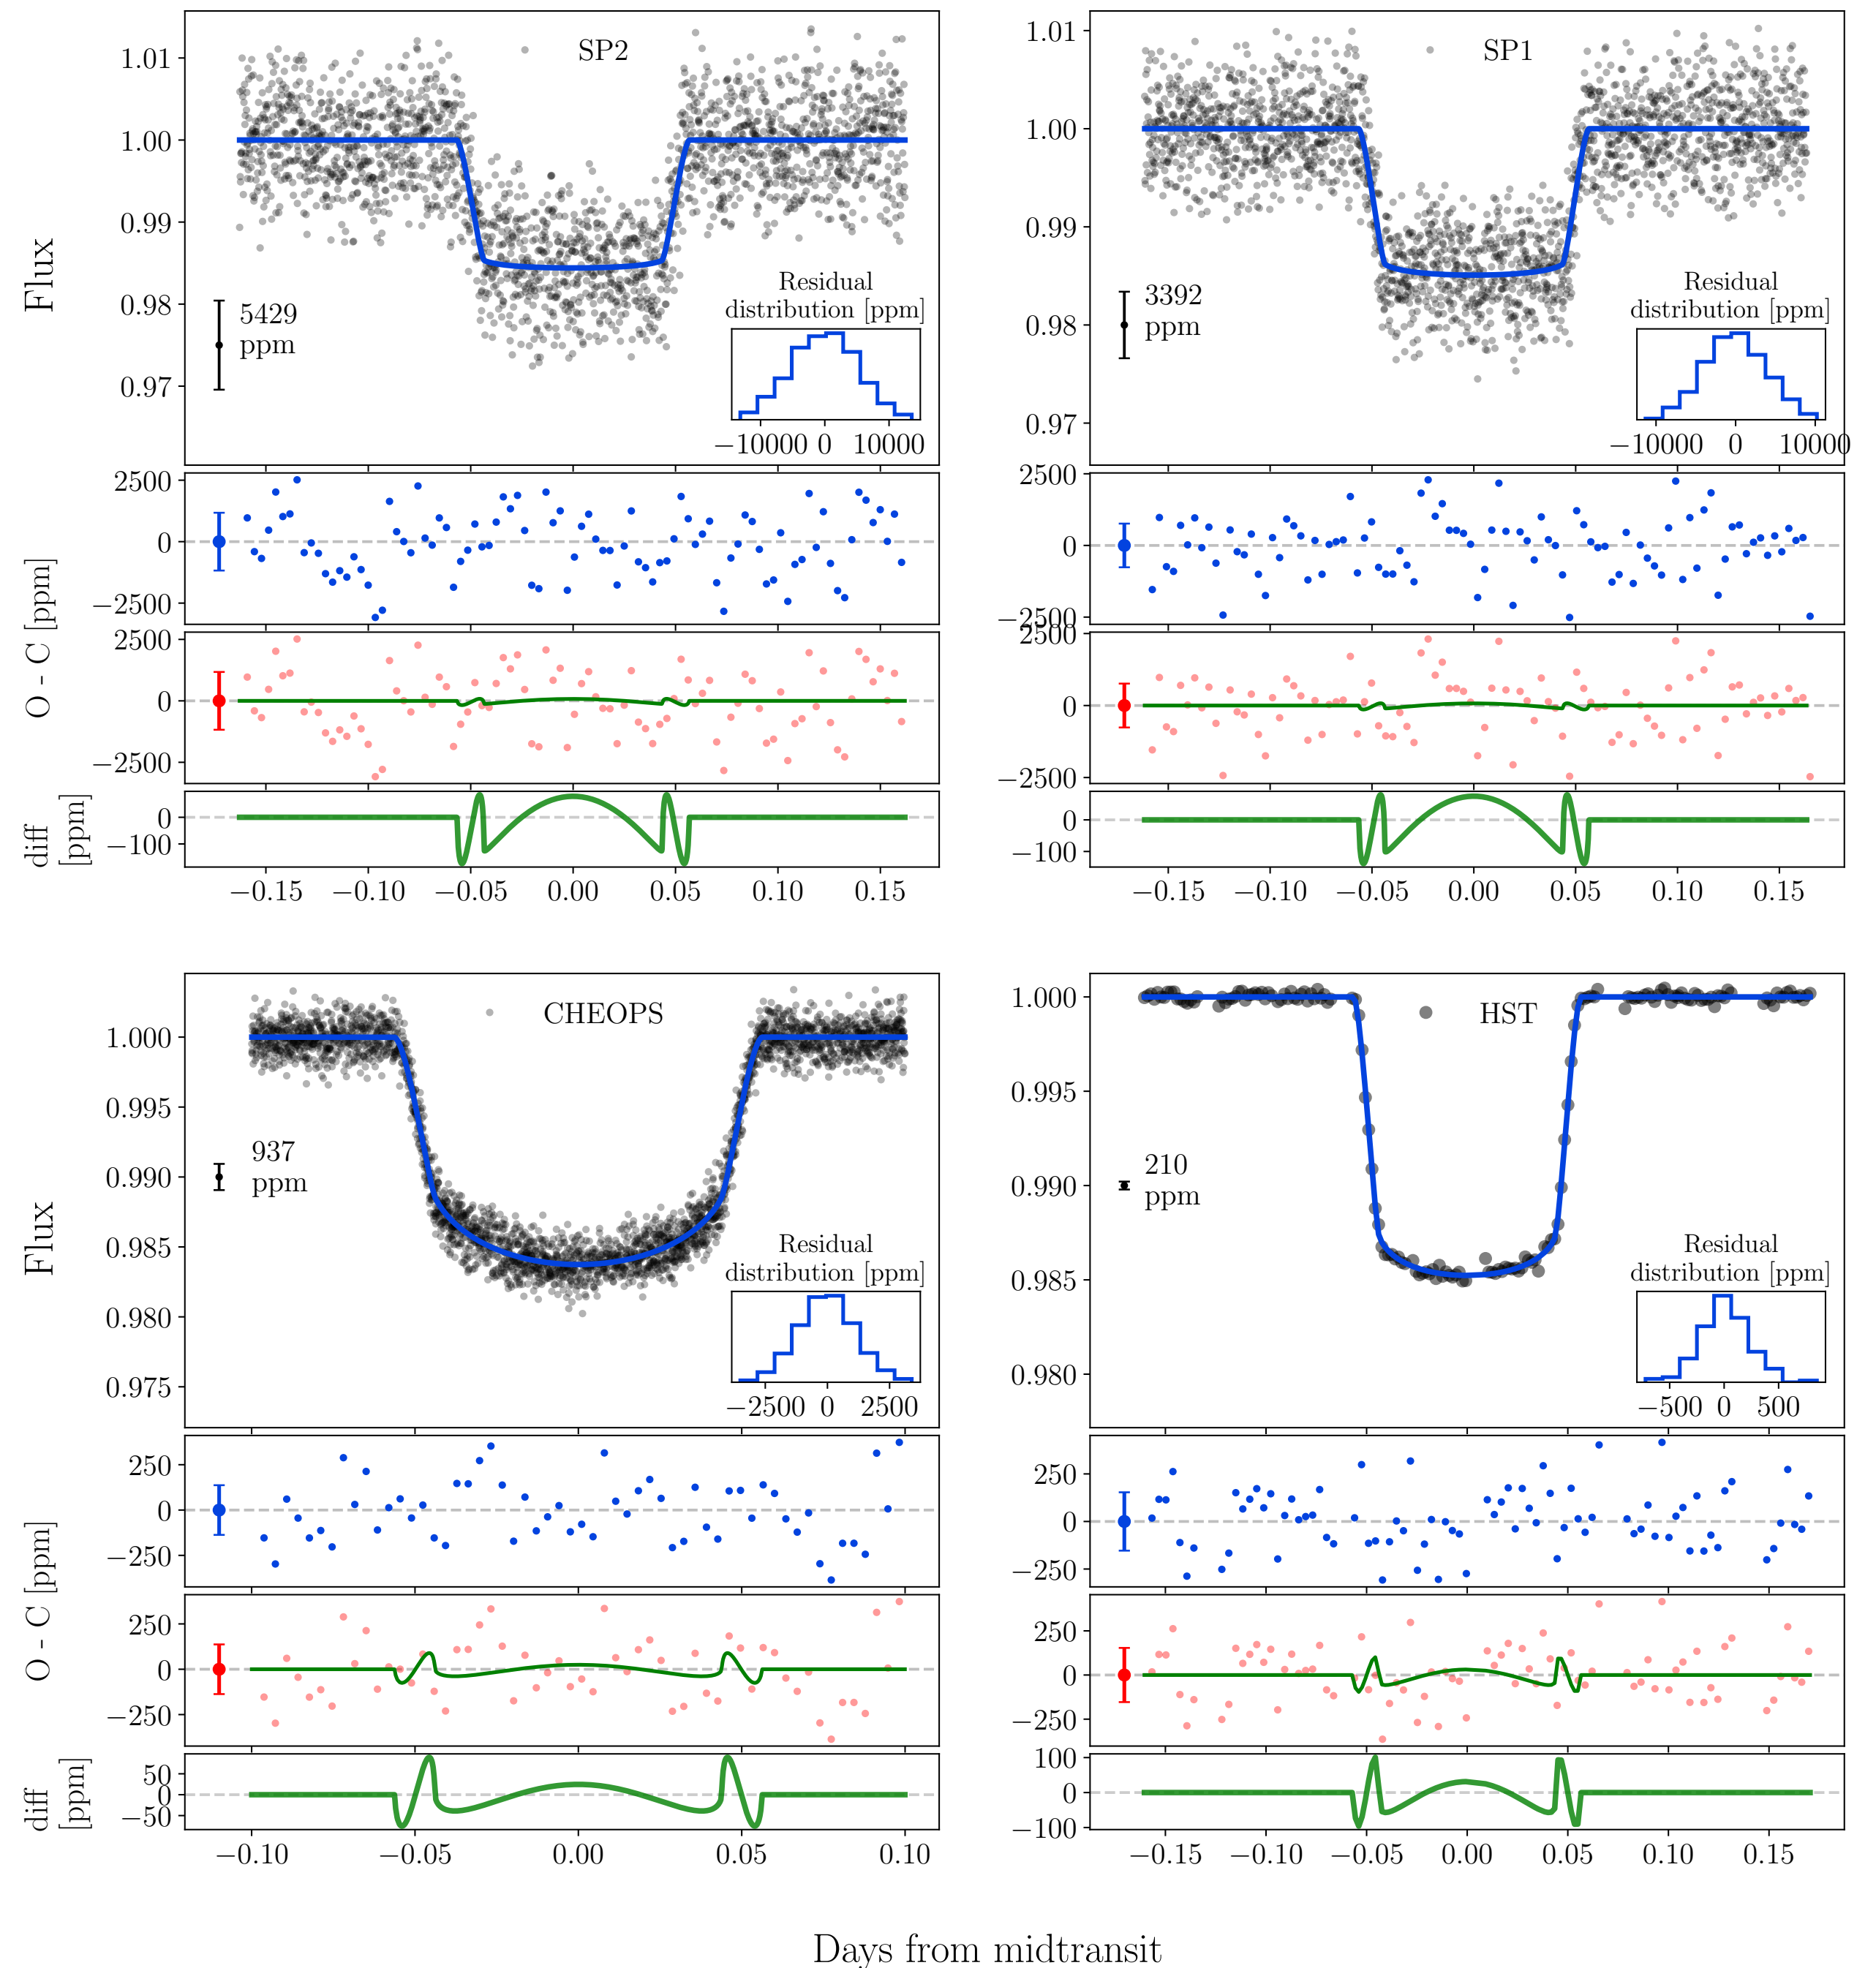 SP2
1.01
1.00
0.99
0.98
0.97
Flux
5429
ppm
Residual
distribution [ppm]
−10000 0 10000
SP1
1.01
1.00
0.99
0.98
0.97
3392
ppm
Residual
distribution [ppm]
−10000 0 10000
2500
0
−2500
2500
0
−2500
O - C [ppm]
0
−100
diff
[ppm]
−0.15 −0.10 −0.05 0.00 0.05 0.10 0.15
2500
0
−2500
2500
0
−2500
0
−100
−0.15 −0.10 −0.05 0.00 0.05 0.10 0.15
CHEOPS
1.000
0.995
0.990
0.985
0.980
0.975
Flux
937
ppm
Residual
distribution [ppm]
−2500 0 2500
HST
1.000
0.995
0.990
0.985
0.980
210
ppm
Residual
distribution [ppm]
−500 0 500
250
0
−250
250
0
−250
O - C [ppm]
50
0
−50
diff
[ppm]
−0.10 −0.05 0.00 0.05 0.10
250
0
−250
250
0
−250
100
0
−100
−0.15 −0.10 −0.05 0.00 0.05 0.10 0.15
Days from midtransit